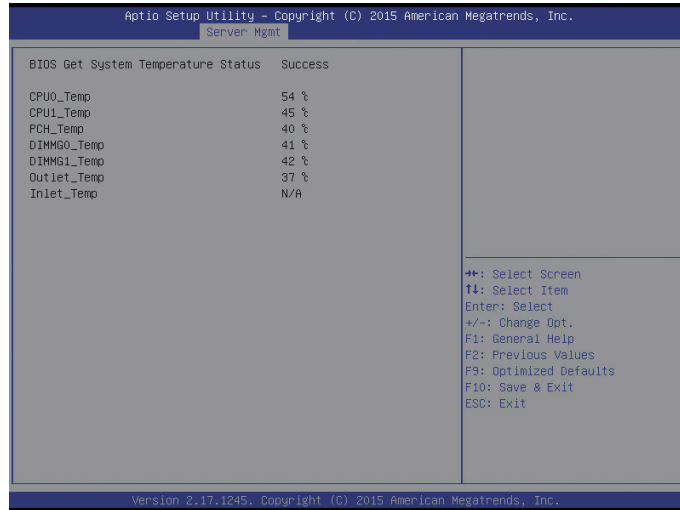 Aptio Setup Utility – Copyright (C) 2015 American Megatrends, Inc.
Server Mgmt
BIOS Get System Temperature Status Success
CPU0_Temp 54 ℃
CPU1_Temp 45 ℃
PCH_Temp 40 ℃
DIMMG0_Temp 41 ℃
DIMMG1_Temp 42 ℃
Outlet_Temp 37 ℃
Inlet_Temp N/A
→←: Select Screen
↑↓: Select Item
Enter: Select
+/-: Change Opt.
F1: General Help
F2: Previous Values
F9: Optimized Defaults
F10: Save & Exit
ESC: Exit
Version 2.17.1245. Copyright (C) 2015 American Megatrends, Inc.